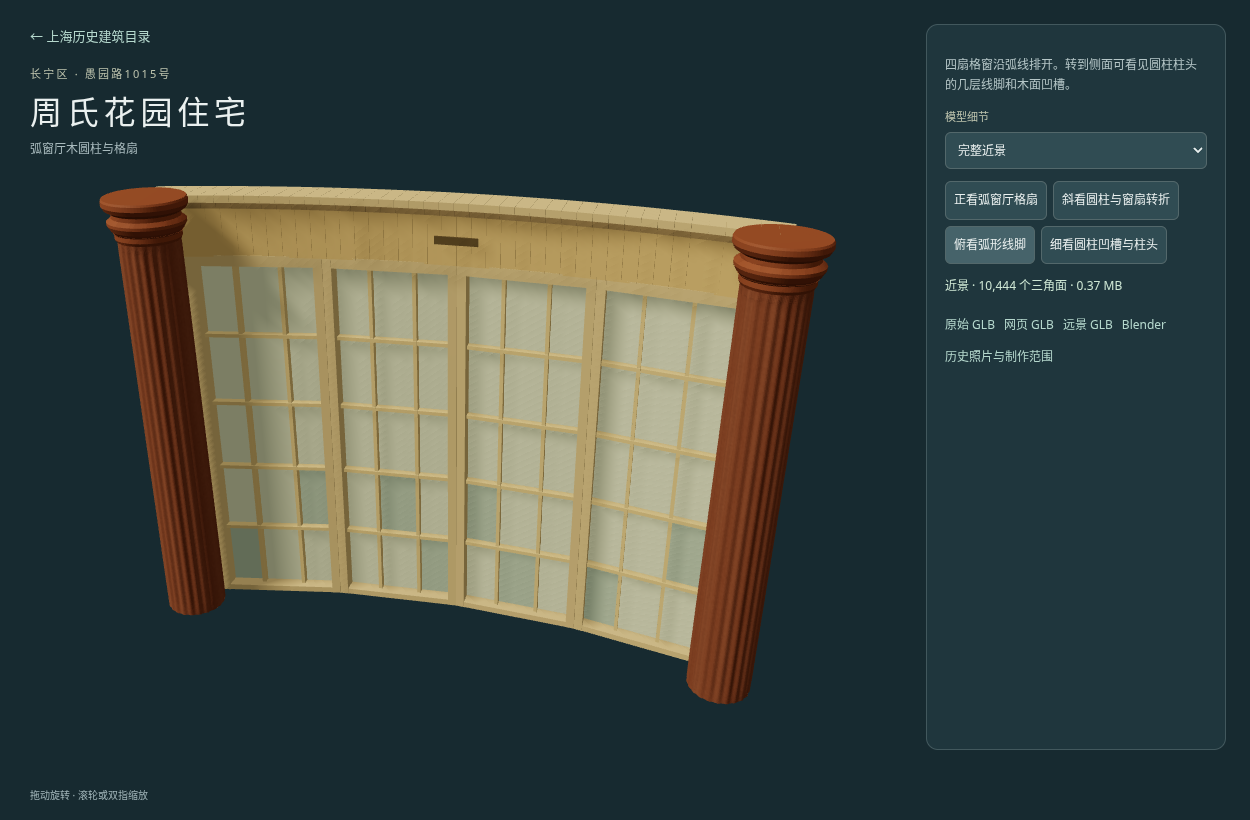 ← 上海历史建筑目录
长宁区 · 愚园路1015号
周氏花园住宅
弧窗厅木圆柱与格扇
四扇格窗沿弧线排开。转到侧面可看见圆柱柱头
的几层线脚和木面凹槽。
模型细节
完整近景
正看弧窗厅格扇 斜看圆柱与窗扇转折
俯看弧形线脚 细看圆柱凹槽与柱头
近景 · 10,444 个三角面 · 0.37 MB
原始 GLB 网页 GLB 远景 GLB Blender
历史照片与制作范围
拖动旋转 · 滚轮或双指缩放